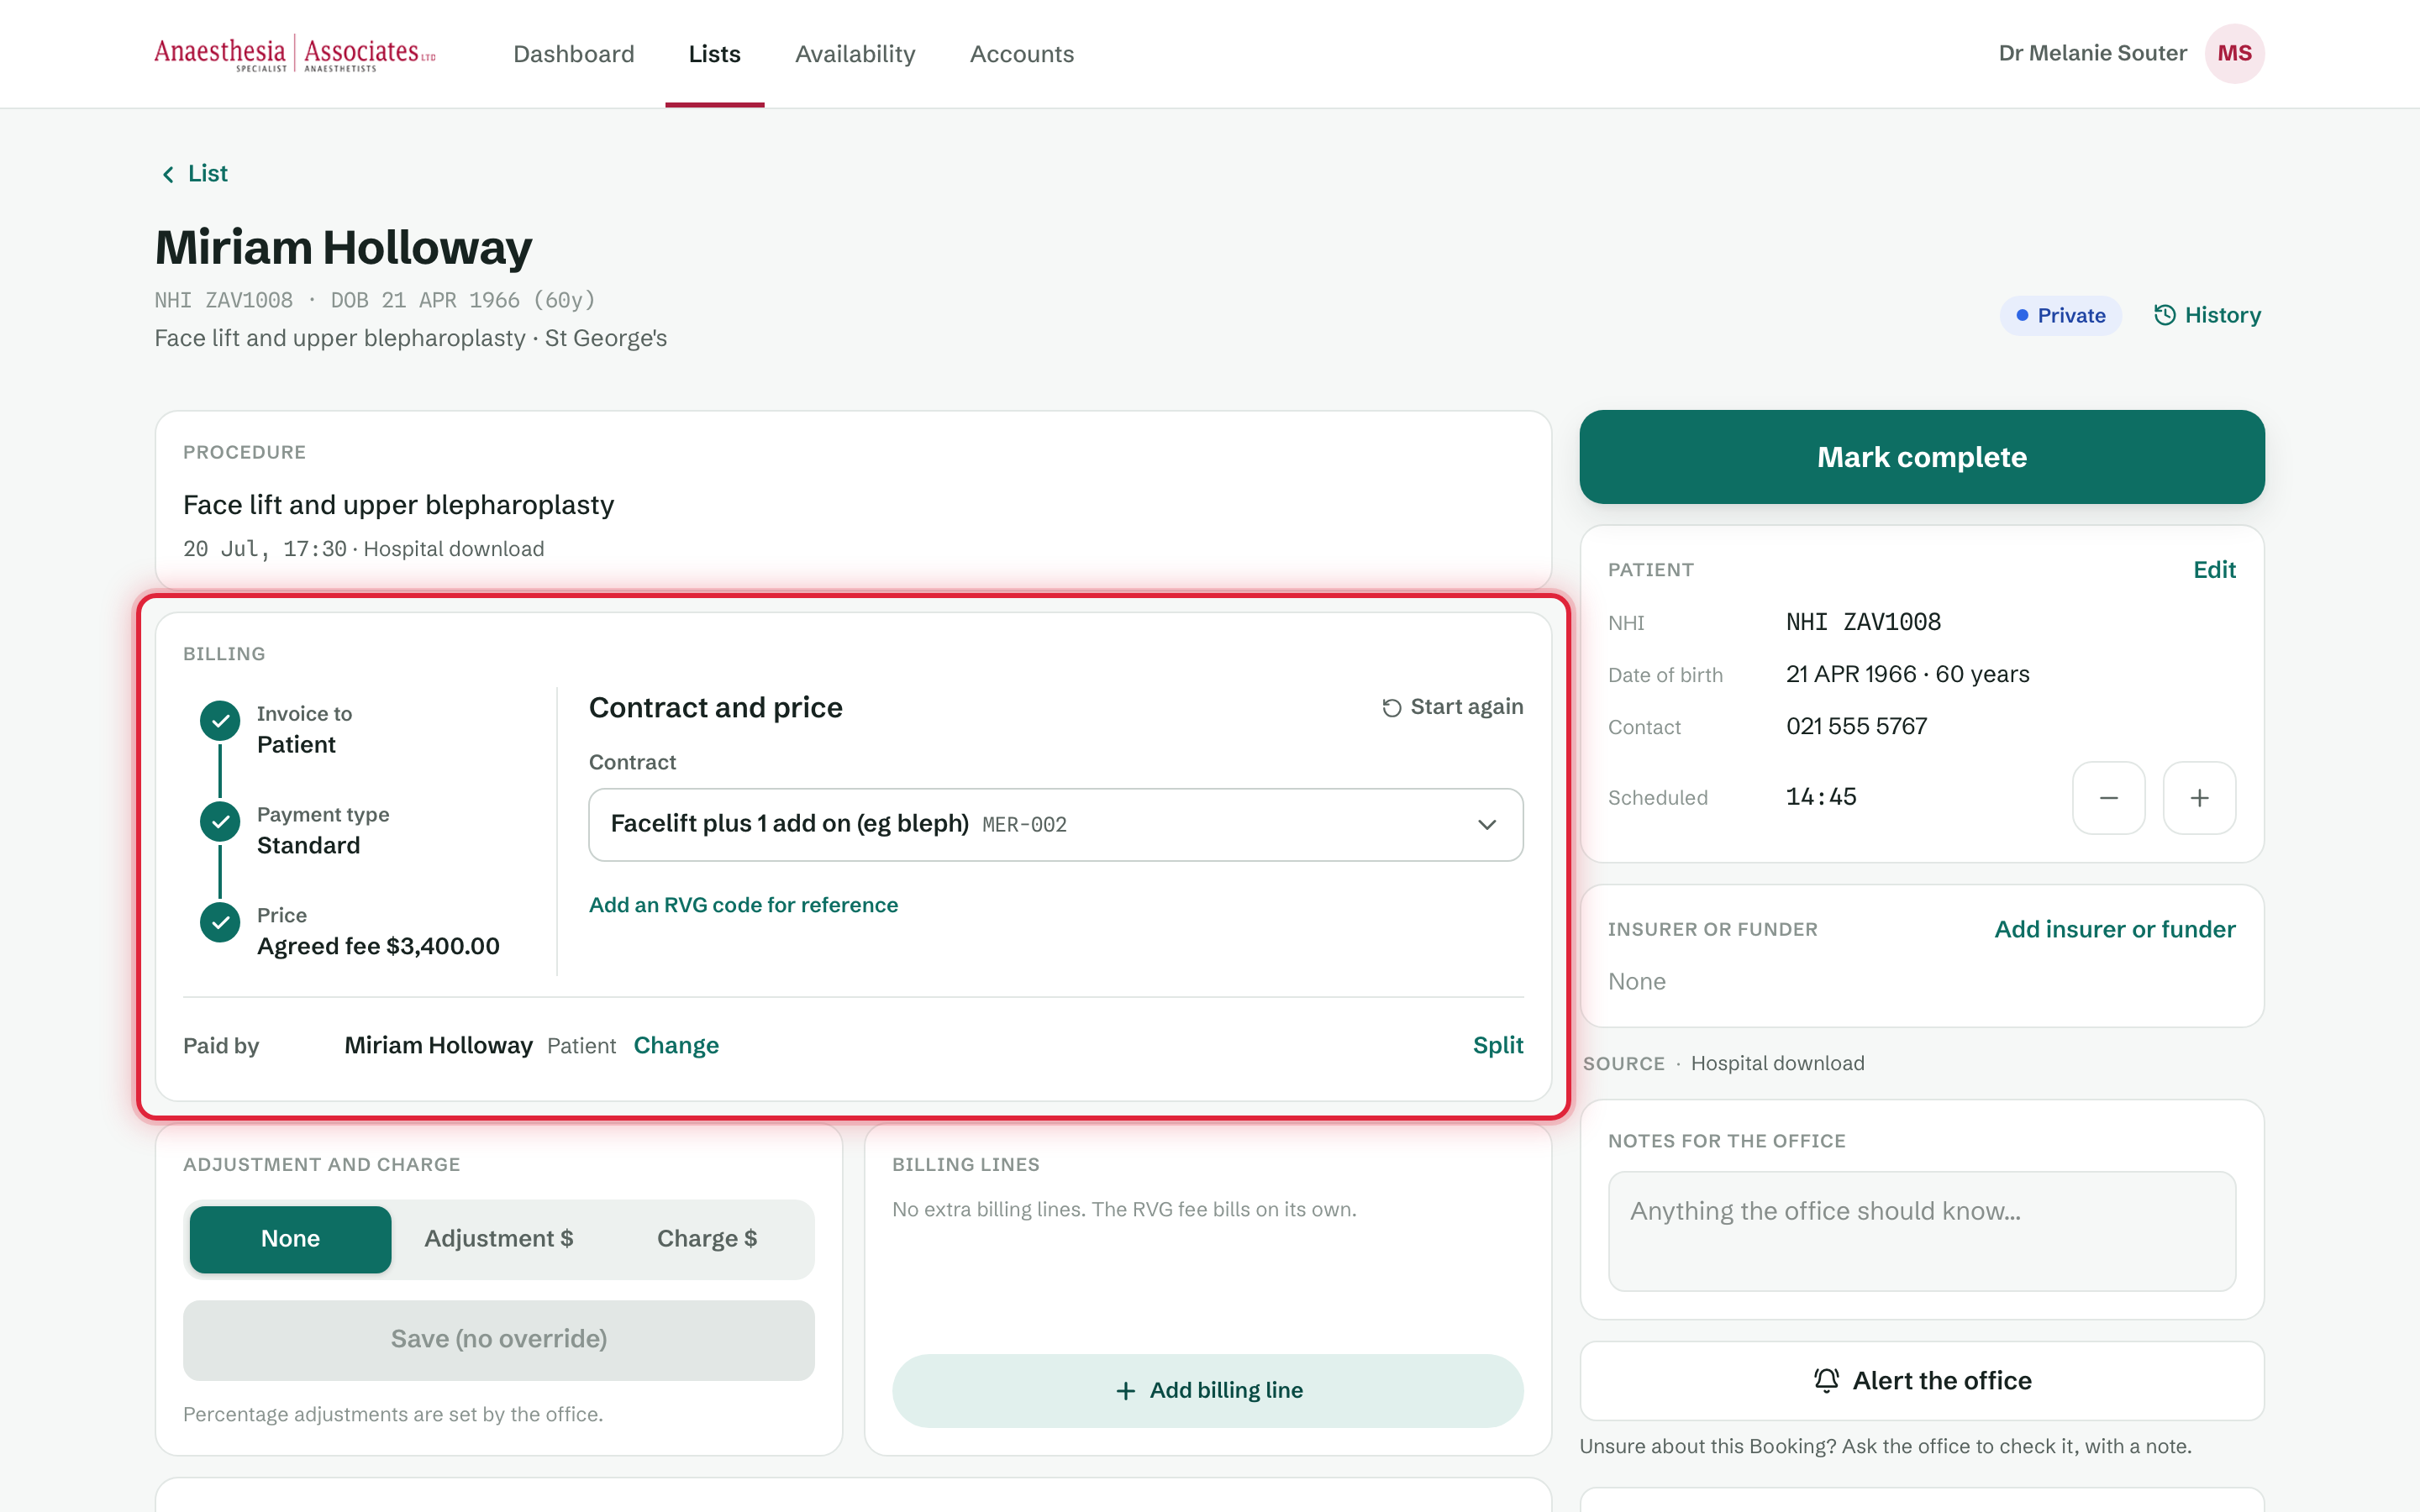 Anaesthesia | Associates LTD
SPECIALIST ANAESTHETISTS
Dashboard
Lists
Availability
Accounts
Dr Melanie Souter
MS
List
Miriam Holloway
NHI ZAV1008 · DOB 21 APR 1966 (60y)
Face lift and upper blepharoplasty · St George's
Private
History
PROCEDURE
Face lift and upper blepharoplasty
20 Jul, 17:30 · Hospital download
BILLING
Invoice to
Patient
Payment type
Standard
Price
Agreed fee $3,400.00
Contract and price
Start again
Contract
Facelift plus 1 add on (eg bleph) MER-002
Add an RVG code for reference
Paid by
Miriam Holloway Patient Change
Split
ADJUSTMENT AND CHARGE
None
Adjustment $
Charge $
Save (no override)
Percentage adjustments are set by the office.
BILLING LINES
No extra billing lines. The RVG fee bills on its own.
Add billing line
Mark complete
PATIENT
Edit
NHI
NHI ZAV1008
Date of birth
21 APR 1966 · 60 years
Contact
021 555 5767
Scheduled
14:45
INSURER OR FUNDER
Add insurer or funder
None
SOURCE · Hospital download
NOTES FOR THE OFFICE
Anything the office should know...
Alert the office
Unsure about this Booking? Ask the office to check it, with a note.